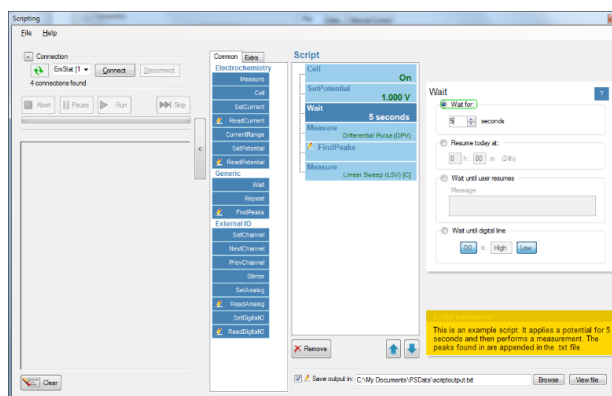 Scripting
File Help
Connection
EmStat [1
Connect
Disconnect
4 connections found
Abort
Pause
Run
Skip
<
Clear
Common
Extra
Electrochemistry
Measure
Cell
SetCurrent
ReadCurrent
CurrentRange
SetPotential
ReadPotential
Generic
Wait
Repeat
FindPeaks
External IO
SetChannel
NextChannel
PrevChannel
Stirrer
SetAnalog
ReadAnalog
SetDigitalIO
ReadDigitalIO
Script
Cell
On
SetPotential
1.000 V
Wait
5 seconds
Measure
Differential Pulse (DPV)
FindPeaks
Measure
Linear Sweep (LSV) [C]
Remove
Save output in: C:\My Documents\PSData\scriptoutput.txt
Browse
View file
Wait
?
Wait for:
5 seconds
Resume today at:
0 h : 00 m (24h)
Wait until user resumes
Message:
Wait until digital line
D0 is: High Low
Script comments
This is an example script. It applies a potential for 5
seconds and then performs a measurement. The
peaks found in are appended in the .txt file.